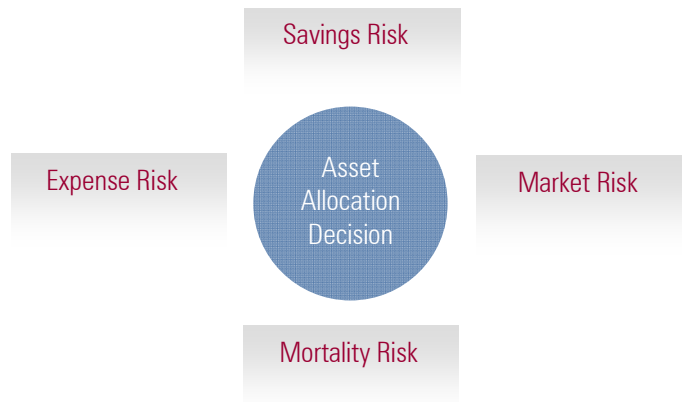 Savings Risk
Expense Risk
Asset
Allocation
Decision
Market Risk
Mortality Risk